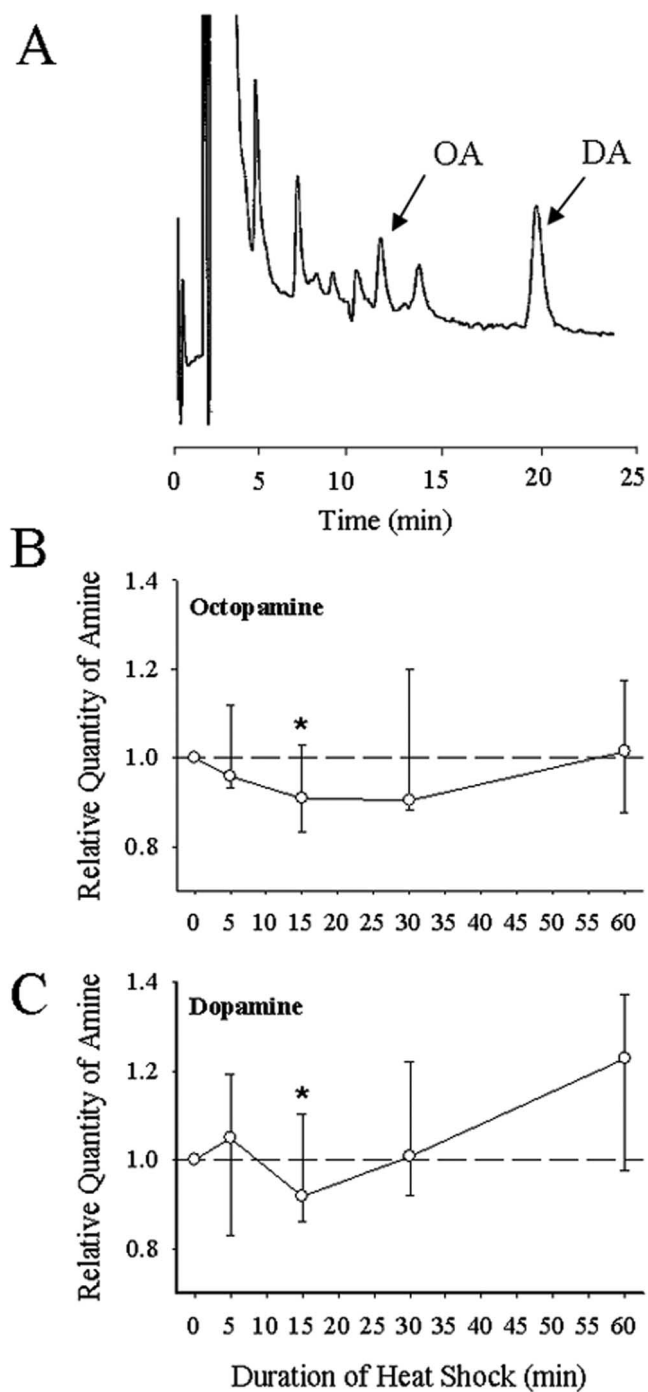 A
OA
DA
0 5 10 15 20 25
Time (min)
B
Relative Quantity of Amine
1.4
Octopamine
1.2
*
1.0
0.8
0 5 10 15 20 25 30 35 40 45 50 55 60
C
Relative Quantity of Amine
1.4
Dopamine
1.2
*
1.0
0.8
0 5 10 15 20 25 30 35 40 45 50 55 60
Duration of Heat Shock (min)